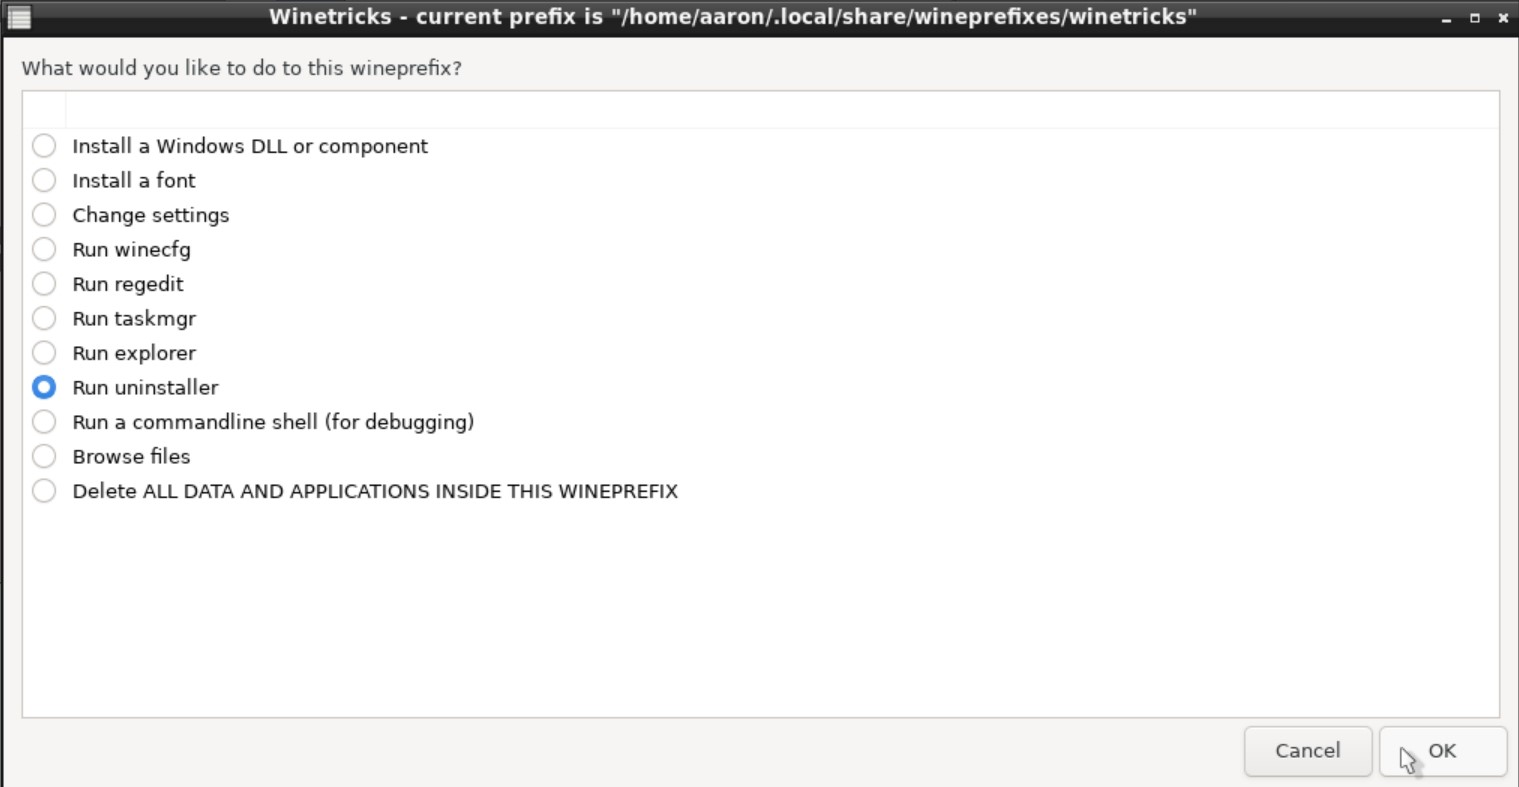 Winetricks - current prefix is "/home/aaron/.local/share/wineprefixes/winetricks"
What would you like to do to this wineprefix?
Install a Windows DLL or component
Install a font
Change settings
Run winecfg
Run regedit
Run taskmgr
Run explorer
Run uninstaller
Run a commandline shell (for debugging)
Browse files
Delete ALL DATA AND APPLICATIONS INSIDE THIS WINEPREFIX
Cancel OK